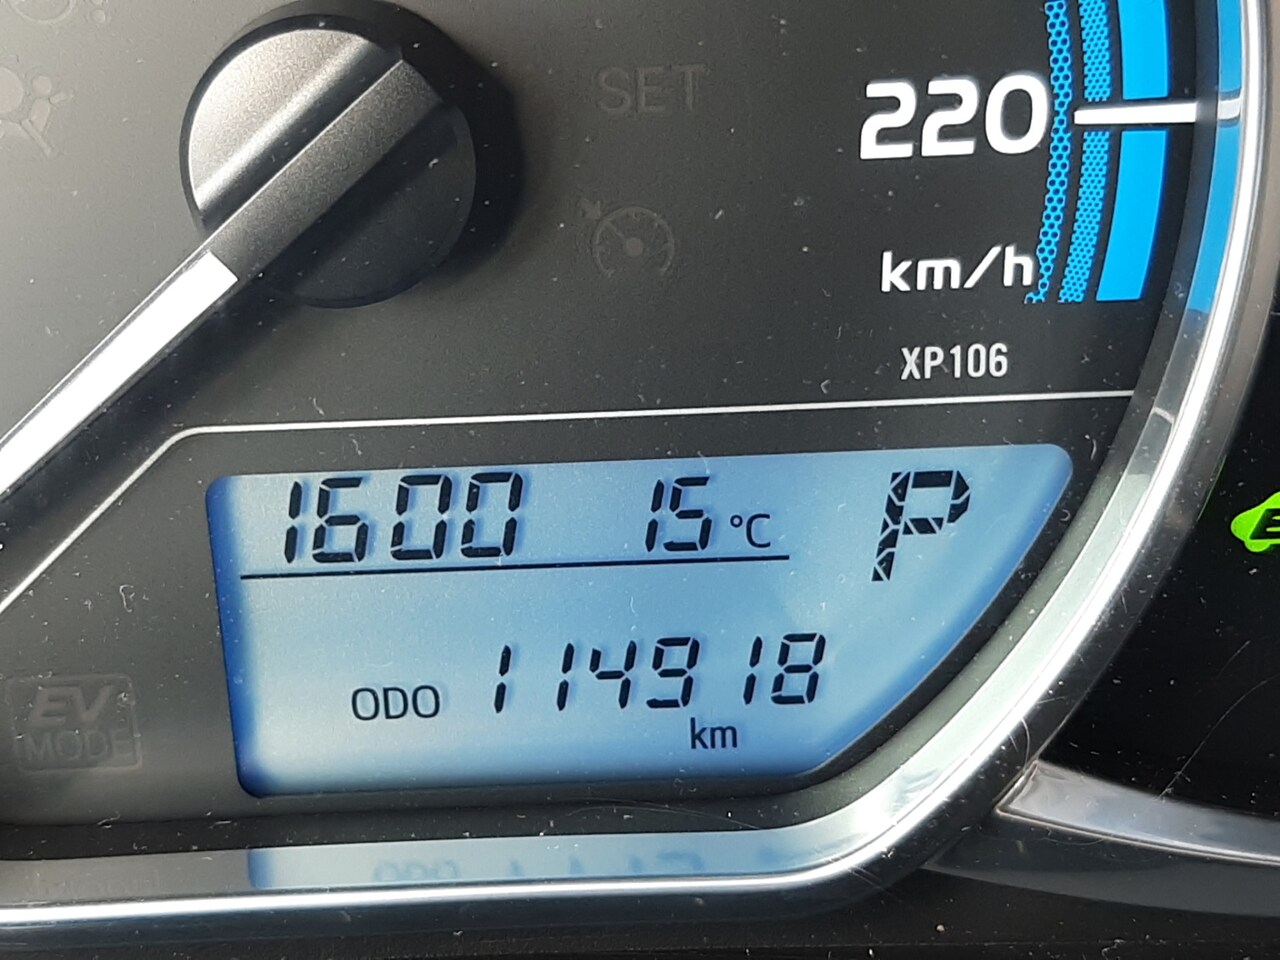 SET
220
km/h
XP106
1600 15°C P
ODO 114918
km
EV
MODE